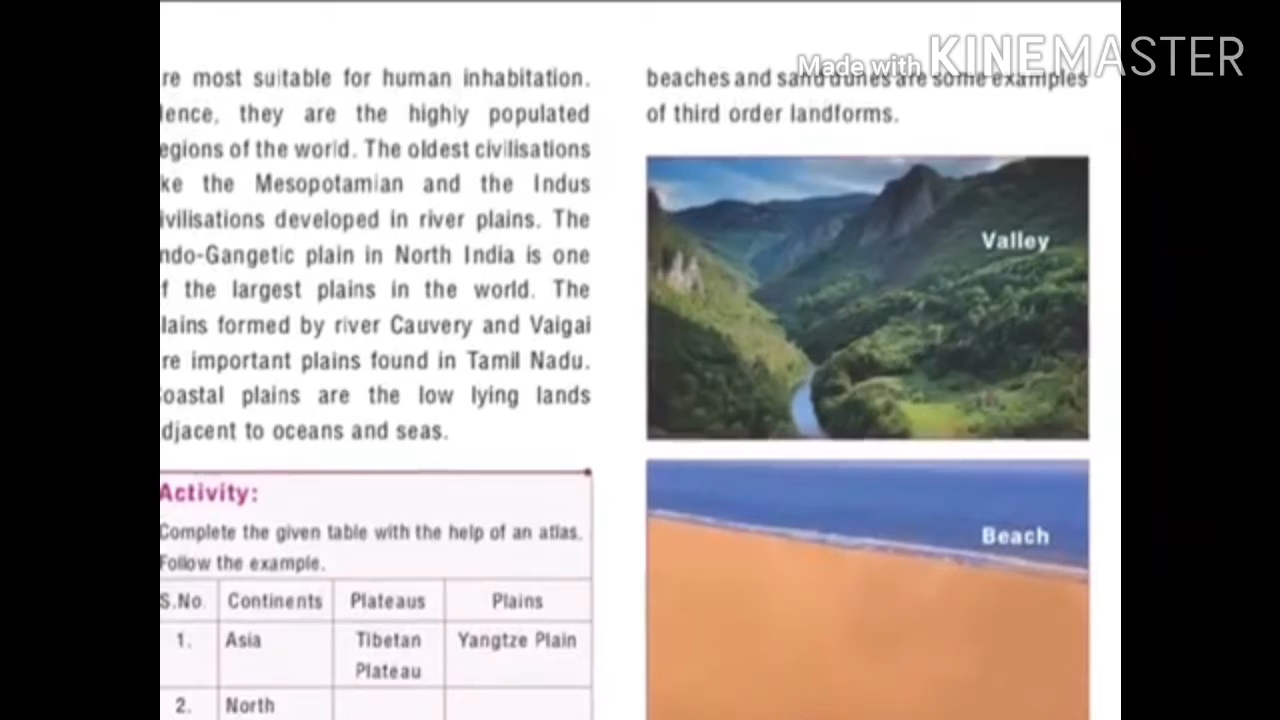 Made with KINEMASTER
re most suitable for human inhabitation.
lence, they are the highly populated
egions of the world. The oldest civilisations
ke the Mesopotamian and the Indus
ivilisations developed in river plains. The
ndo-Gangetic plain in North India is one
f the largest plains in the world. The
lains formed by river Cauvery and Vaigai
re important plains found in Tamil Nadu.
oastal plains are the low lying lands
djacent to oceans and seas.
Activity:
Complete the given table with the help of an atlas.
Follow the example.
S.No. Continents Plateaus Plains
1. Asia Tibetan Plateau Yangtze Plain
2. North
beaches and sand dunes are some examples
of third order landforms.
Valley
Beach